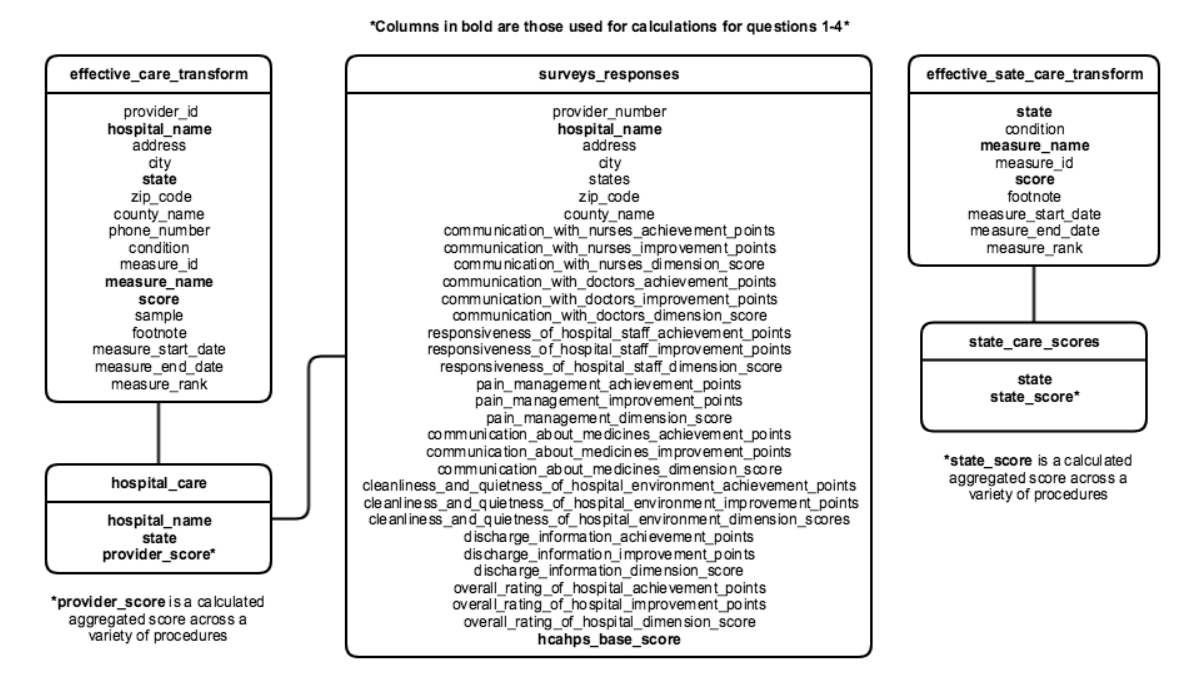 *Columns in bold are those used for calculations for questions 1-4*
effective_care_transform
provider_id
hospital_name
address
city
state
zip_code
county_name
phone_number
condition
measure_id
measure_name
score
sample
footnote
measure_start_date
measure_end_date
measure_rank
hospital_care
hospital_name
state
provider_score*
*provider_score is a calculated
aggregated score across a
variety of procedures
surveys_responses
provider_number
hospital_name
address
city
states
zip_code
county_name
communication_with_nurses_achievement_points
communication_with_nurses_improvement_points
communication_with_nurses_dimension_score
communication_with_doctors_achievement_points
communication_with_doctors_improvement_points
communication_with_doctors_dimension_score
responsiveness_of_hospital_staff_achievement_points
responsiveness_of_hospital_staff_improvement_points
responsiveness_of_hospital_staff_dimension_score
pain_management_achievement_points
pain_management_improvement_points
pain_management_dimension_score
communication_about_medicines_achievement_points
communication_about_medicines_improvement_points
communication_about_medicines_dimension_score
cleanliness_and_quietness_of_hospital_environment_achievement_points
cleanliness_and_quietness_of_hospital_environment_improvement_points
cleanliness_and_quietness_of_hospital_environment_dimension_scores
discharge_information_achievement_points
discharge_information_improvement_points
discharge_information_dimension_score
overall_rating_of_hospital_achievement_points
overall_rating_of_hospital_improvement_points
overall_rating_of_hospital_dimension_score
hcahps_base_score
effective_sate_care_transform
state
condition
measure_name
measure_id
score
footnote
measure_start_date
measure_end_date
measure_rank
state_care_scores
state
state_score*
*state_score is a calculated
aggregated score across a
variety of procedures